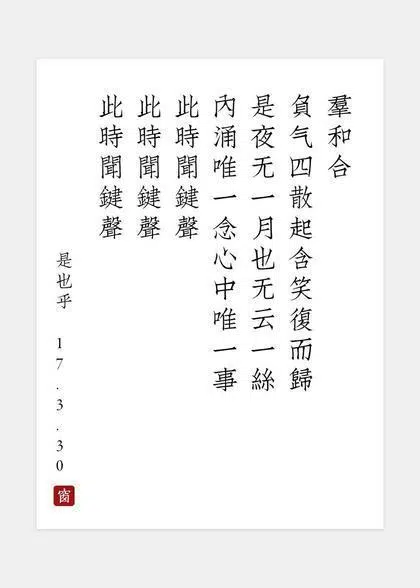 羣和合
負气四散起含笑復而歸
是夜无一月也无云一絲
內涌唯一念心中唯一事
此時聞鍵聲
此時聞鍵聲
此時聞鍵聲
是也乎 17.3.30
窗